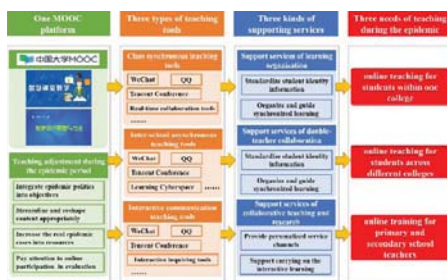 One MOOC
platform
Three types of teaching
tools
Three kinds of
supporting services
Three needs of teaching
during the epidemic
中国大学MOOC
Teaching adjustment during
the epidemic period
Integrate epidemic politics
into objectives
Streamline and reshape
content appropriately
Increase the real epidemic
cases into resources
Pay attention to online
participation in evaluation
Class synchronous teaching
tools
WeChat
QQ
Tencent Conference
Real-time collaboration tools
......
Inter-school asynchronous
teaching tools
WeChat
QQ
Tencent Conference
Learning Cyberspace
......
Interactive communication
teaching tools
WeChat
QQ
Tencent Conference
Interactive inquiring tools
......
Support services of learning
organization
Standardize student identity
information
Organize and guide
synchronized learning
Support services of double-
teacher collaboration
Standardize student identity
information
Organize and guide
synchronized learning
Support services of
collaborative teaching and
research
Provide personalized service
channels
Support carrying on the
interactive learning
online teaching for
students within one
college
online teaching for
students across
different colleges
online training for
primary and
secondary school
teachers